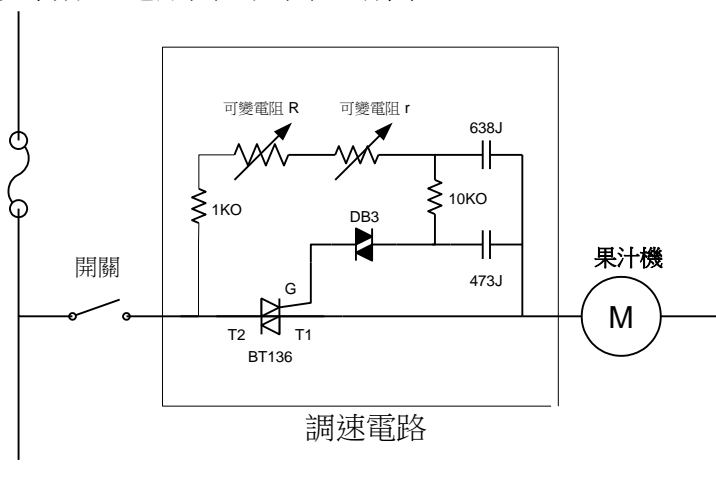 可變電阻 R
可變電阻 r
638J
1KO
10KO
DB3
473J
開關
果汁機
G
M
T2
T1
BT136
調速電路